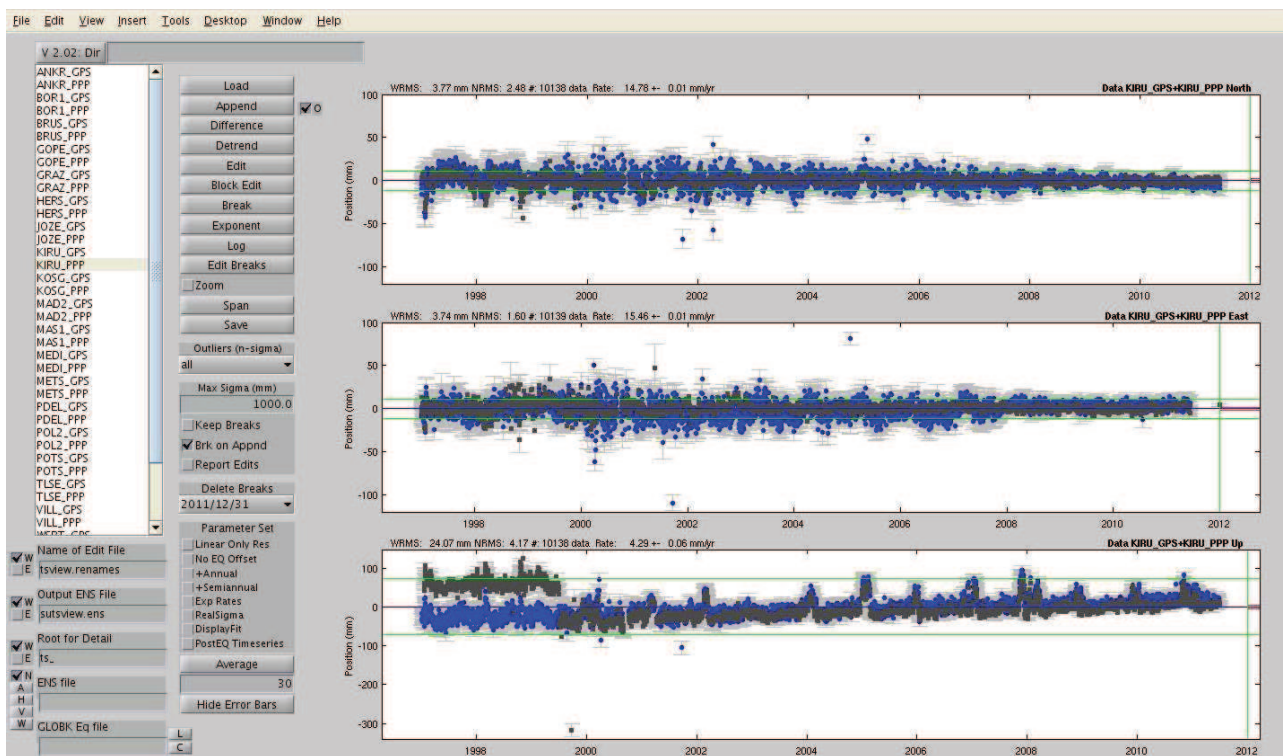 File Edit View Insert Tools Desktop Window Help
V 2.02: Dir
ANKR_GPS
ANKR_PPP
BOR1_GPS
BOR1_PPP
BRUS_GPS
BRUS_PPP
GOPE_GPS
GOPE_PPP
GRAZ_GPS
GRAZ_PPP
HERS_GPS
HERS_PPP
JOZE_GPS
JOZE_PPP
KIRU_GPS
KIRU_PPP
KOSG_GPS
KOSG_PPP
MAD2_GPS
MAD2_PPP
MAS1_GPS
MAS1_PPP
MEDI_GPS
MEDI_PPP
METS_GPS
METS_PPP
PDEL_GPS
PDEL_PPP
POL2_GPS
POL2_PPP
POTS_GPS
POTS_PPP
TLSE_GPS
TLSE_PPP
VILL_GPS
VILL_PPP
WSRT_GPS
W Name of Edit File
E tsview.renames
W Output ENS File
E sutsview.ens
W Root for Detail
E ts_
N
A ENS file
H
V
W GLOBK Eq file
L
C
Load
Append O
Difference
Detrend
Edit
Block Edit
Break
Exponent
Log
Edit Breaks
Zoom
Span
Save
Outliers (n-sigma)
all
Max Sigma (mm)
1000.0
Keep Breaks
Brk on Appnd
Report Edits
Delete Breaks
2011/12/31
Parameter Set
Linear Only Res
No EQ Offset
+Annual
+Semiannual
Exp Rates
RealSigma
DisplayFit
PostEQ Timeseries
Average
30
Hide Error Bars
WRMS: 3.77 mm NRMS: 2.48 #: 10138 data Rate: 14.78 +- 0.01 mm/yr Data KIRU_GPS+KIRU_PPP North
100
50
0
-50
-100
Position (mm)
1998 2000 2002 2004 2006 2008 2010 2012
WRMS: 3.74 mm NRMS: 1.60 #: 10139 data Rate: 15.46 +- 0.01 mm/yr Data KIRU_GPS+KIRU_PPP East
100
50
0
-50
-100
Position (mm)
1998 2000 2002 2004 2006 2008 2010 2012
WRMS: 24.07 mm NRMS: 4.17 #: 10138 data Rate: 4.29 +- 0.06 mm/yr Data KIRU_GPS+KIRU_PPP Up
100
0
-100
-200
-300
Position (mm)
1998 2000 2002 2004 2006 2008 2010 2012